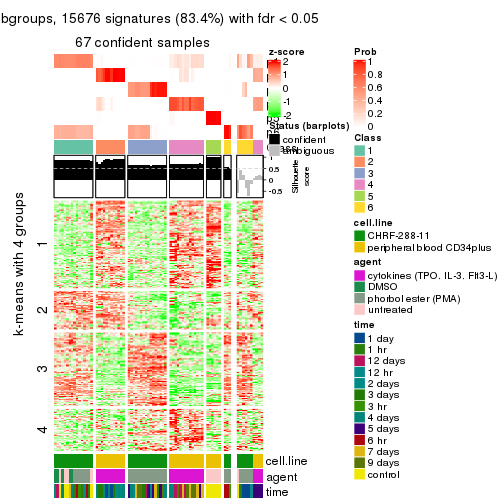 bgroups, 15676 signatures (83.4%) with fdr < 0.05
67 confident samples
z-score
2
1
0
-1
-2
Status (barplots)
confident
ambiguous
1
0.5
0
-0.5
Silhouette
score
k-means with 4 groups
1
2
3
4
cell.line
agent
time
Prob
1
0.8
0.6
0.4
0.2
0
Class
1
2
3
4
5
6
cell.line
CHRF-288-11
peripheral blood CD34plus
agent
cytokines (TPO. IL-3. Flt3-L)
DMSO
phorbol ester (PMA)
untreated
time
1 day
1 hr
12 days
12 hr
2 days
3 days
3 hr
4 days
5 days
6 hr
7 days
9 days
control